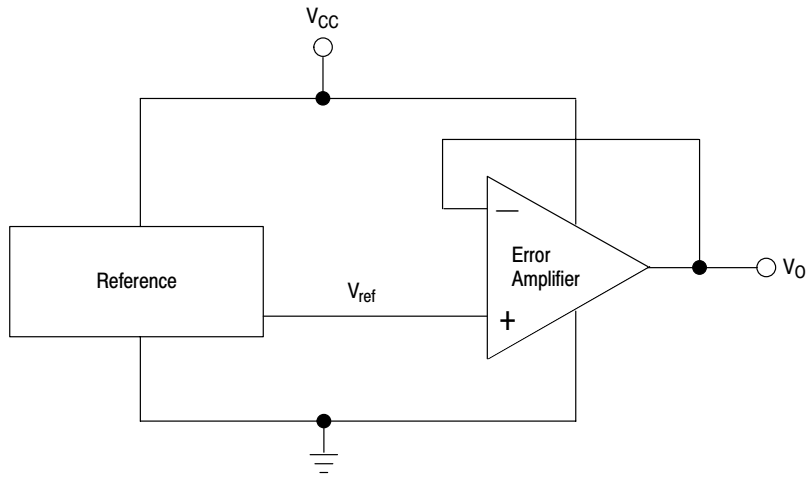 VCC
Reference
Vref
−
Error
Amplifier
+
VO